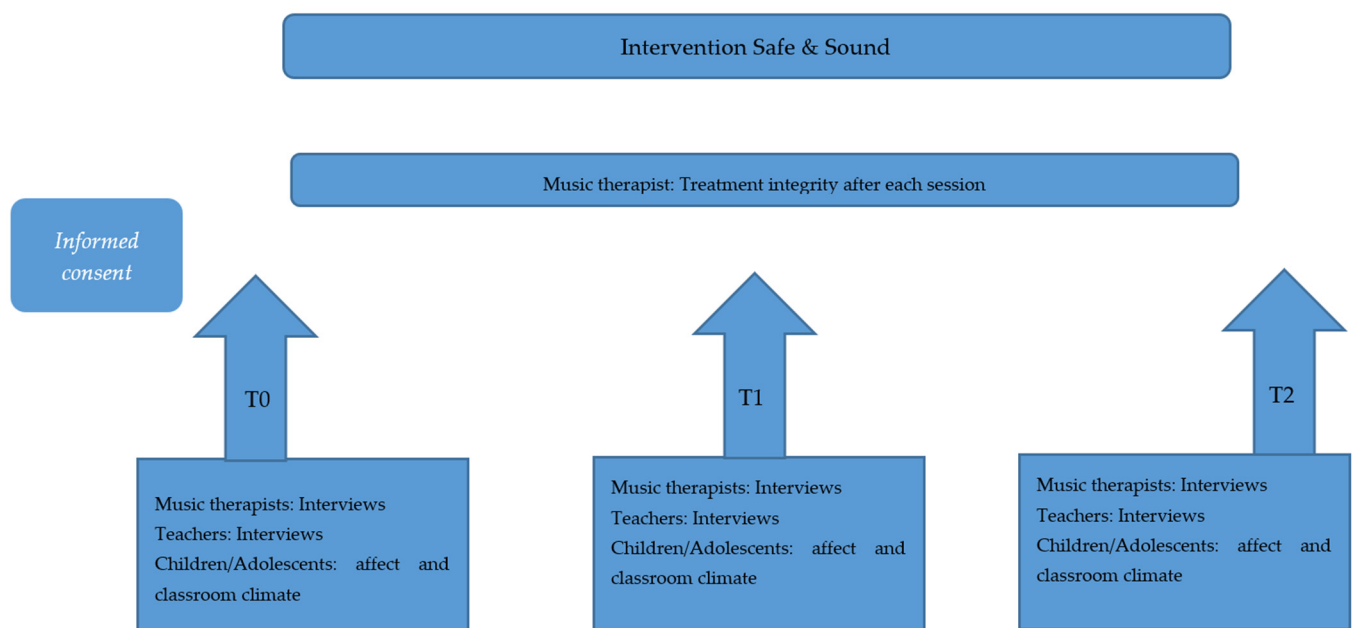 Intervention Safe & Sound
Music therapist: Treatment integrity after each session
Informed
consent
T0
T1
T2
Music therapists: Interviews
Teachers: Interviews
Children/Adolescents: affect and
classroom climate
Music therapists: Interviews
Teachers: Interviews
Children/Adolescents: affect and
classroom climate
Music therapists: Interviews
Teachers: Interviews
Children/Adolescents: affect and
classroom climate